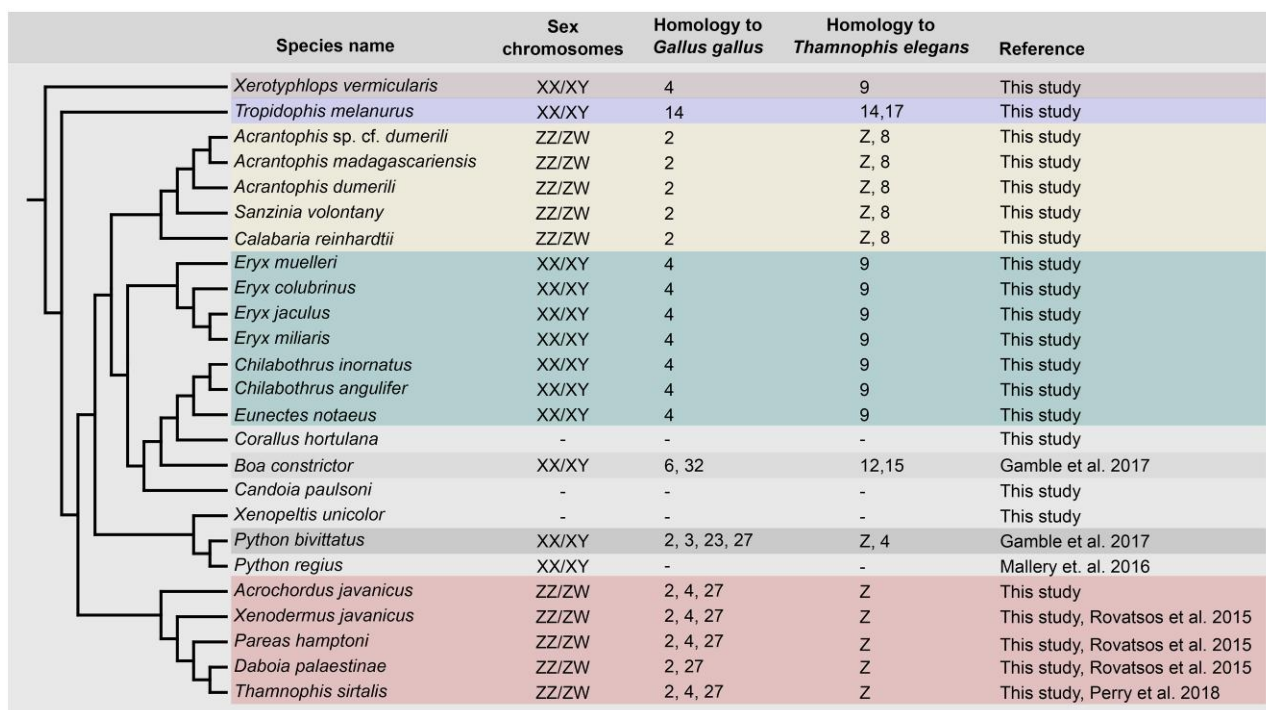 Species name Sex chromosomes Homology to Gallus gallus Homology to Thamnophis elegans Reference
Xerotyphlops vermicularis XX/XY 4 9 This study
Tropidophis melanurus XX/XY 14 14,17 This study
Acrantophis sp. cf. dumerili ZZ/ZW 2 Z, 8 This study
Acrantophis madagascariensis ZZ/ZW 2 Z, 8 This study
Acrantophis dumerili ZZ/ZW 2 Z, 8 This study
Sanzinia volontany ZZ/ZW 2 Z, 8 This study
Calabaria reinhardtii ZZ/ZW 2 Z, 8 This study
Eryx muelleri XX/XY 4 9 This study
Eryx colubrinus XX/XY 4 9 This study
Eryx jaculus XX/XY 4 9 This study
Eryx miliaris XX/XY 4 9 This study
Chilabothrus inornatus XX/XY 4 9 This study
Chilabothrus angulifer XX/XY 4 9 This study
Eunectes notaeus XX/XY 4 9 This study
Corallus hortulana - - - This study
Boa constrictor XX/XY 6, 32 12,15 Gamble et al. 2017
Candoia paulsoni - - - This study
Xenopeltis unicolor - - - This study
Python bivittatus XX/XY 2, 3, 23, 27 Z, 4 Gamble et al. 2017
Python regius XX/XY - - Mallery et. al. 2016
Acrochordus javanicus ZZ/ZW 2, 4, 27 Z This study
Xenodermus javanicus ZZ/ZW 2, 4, 27 Z This study, Rovatsos et al. 2015
Pareas hamptoni ZZ/ZW 2, 4, 27 Z This study, Rovatsos et al. 2015
Daboia palaestinae ZZ/ZW 2, 27 Z This study, Rovatsos et al. 2015
Thamnophis sirtalis ZZ/ZW 2, 4, 27 Z This study, Perry et al. 2018